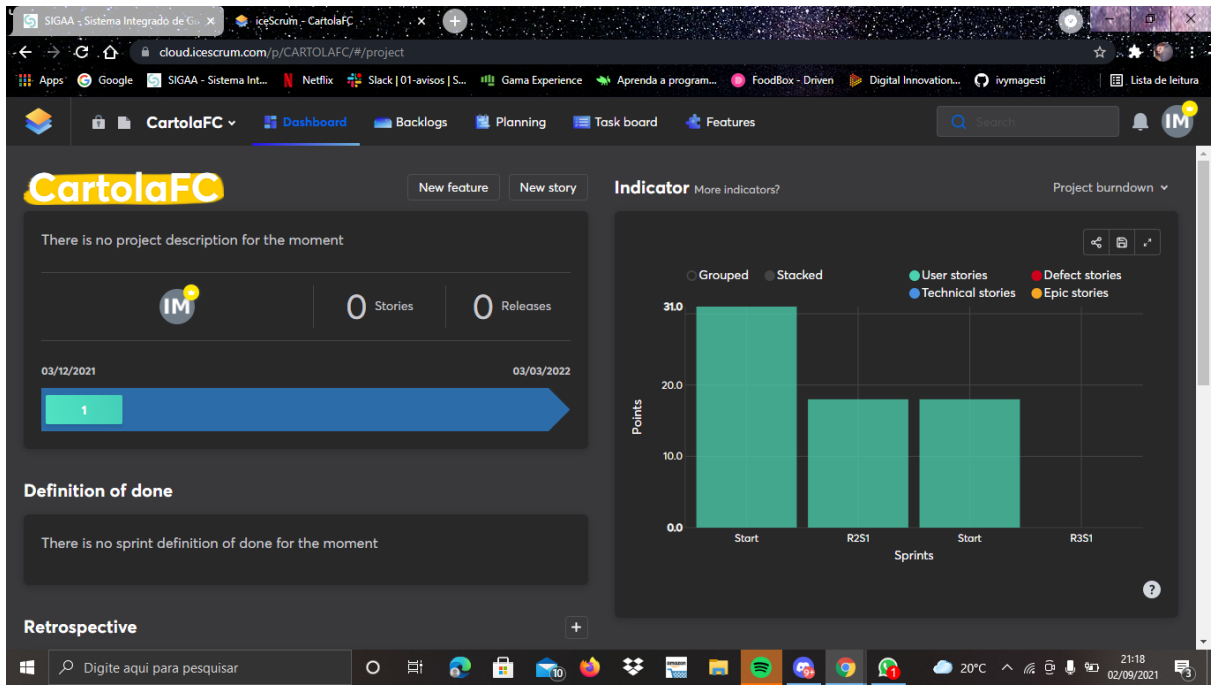 SIGAA - Sistema Integrado de G
iceScrum - CartolaFC
cloud.icescrum.com/p/CARTOLAFC/#/project
Apps Google SIGAA - Sistema Int... Netflix Slack | 01-avisos | S... Gama Experience Aprenda a program... FoodBox - Driven Digital Innovation... ivymagesti Lista de leitura
CartolaFC Dashboard Backlogs Planning Task board Features Search IM
CartolaFC
New feature New story
There is no project description for the moment
IM 0 Stories 0 Releases
03/12/2021 03/03/2022
1
Definition of done
There is no sprint definition of done for the moment
Retrospective +
Indicator More indicators? Project burndown
Grouped Stacked
User stories Defect stories
Technical stories Epic stories
31.0
20.0
10.0
0.0
Points
Start R2S1 Start R3S1
Sprints
?
Digite aqui para pesquisar
10
20°C
21:18
02/09/2021
3